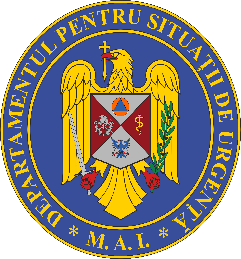 DEPARTAMENTUL PENTRU SITUAȚII DE URGENȚĂ
* M. A. I. *